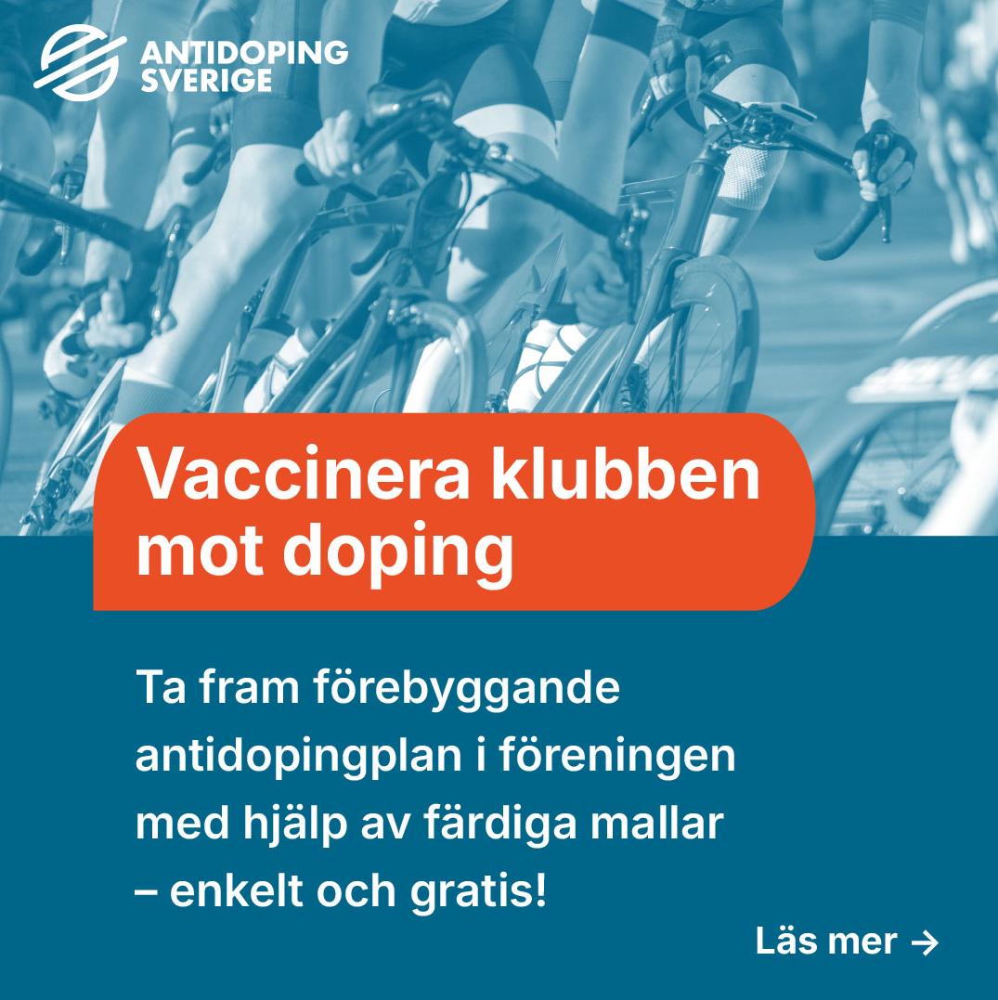 ANTIDOPING
SVERIGE
Vaccinera klubben
mot doping
Ta fram förebyggande
antidopingplan i föreningen
med hjälp av färdiga mallar
– enkelt och gratis!
Läs mer →